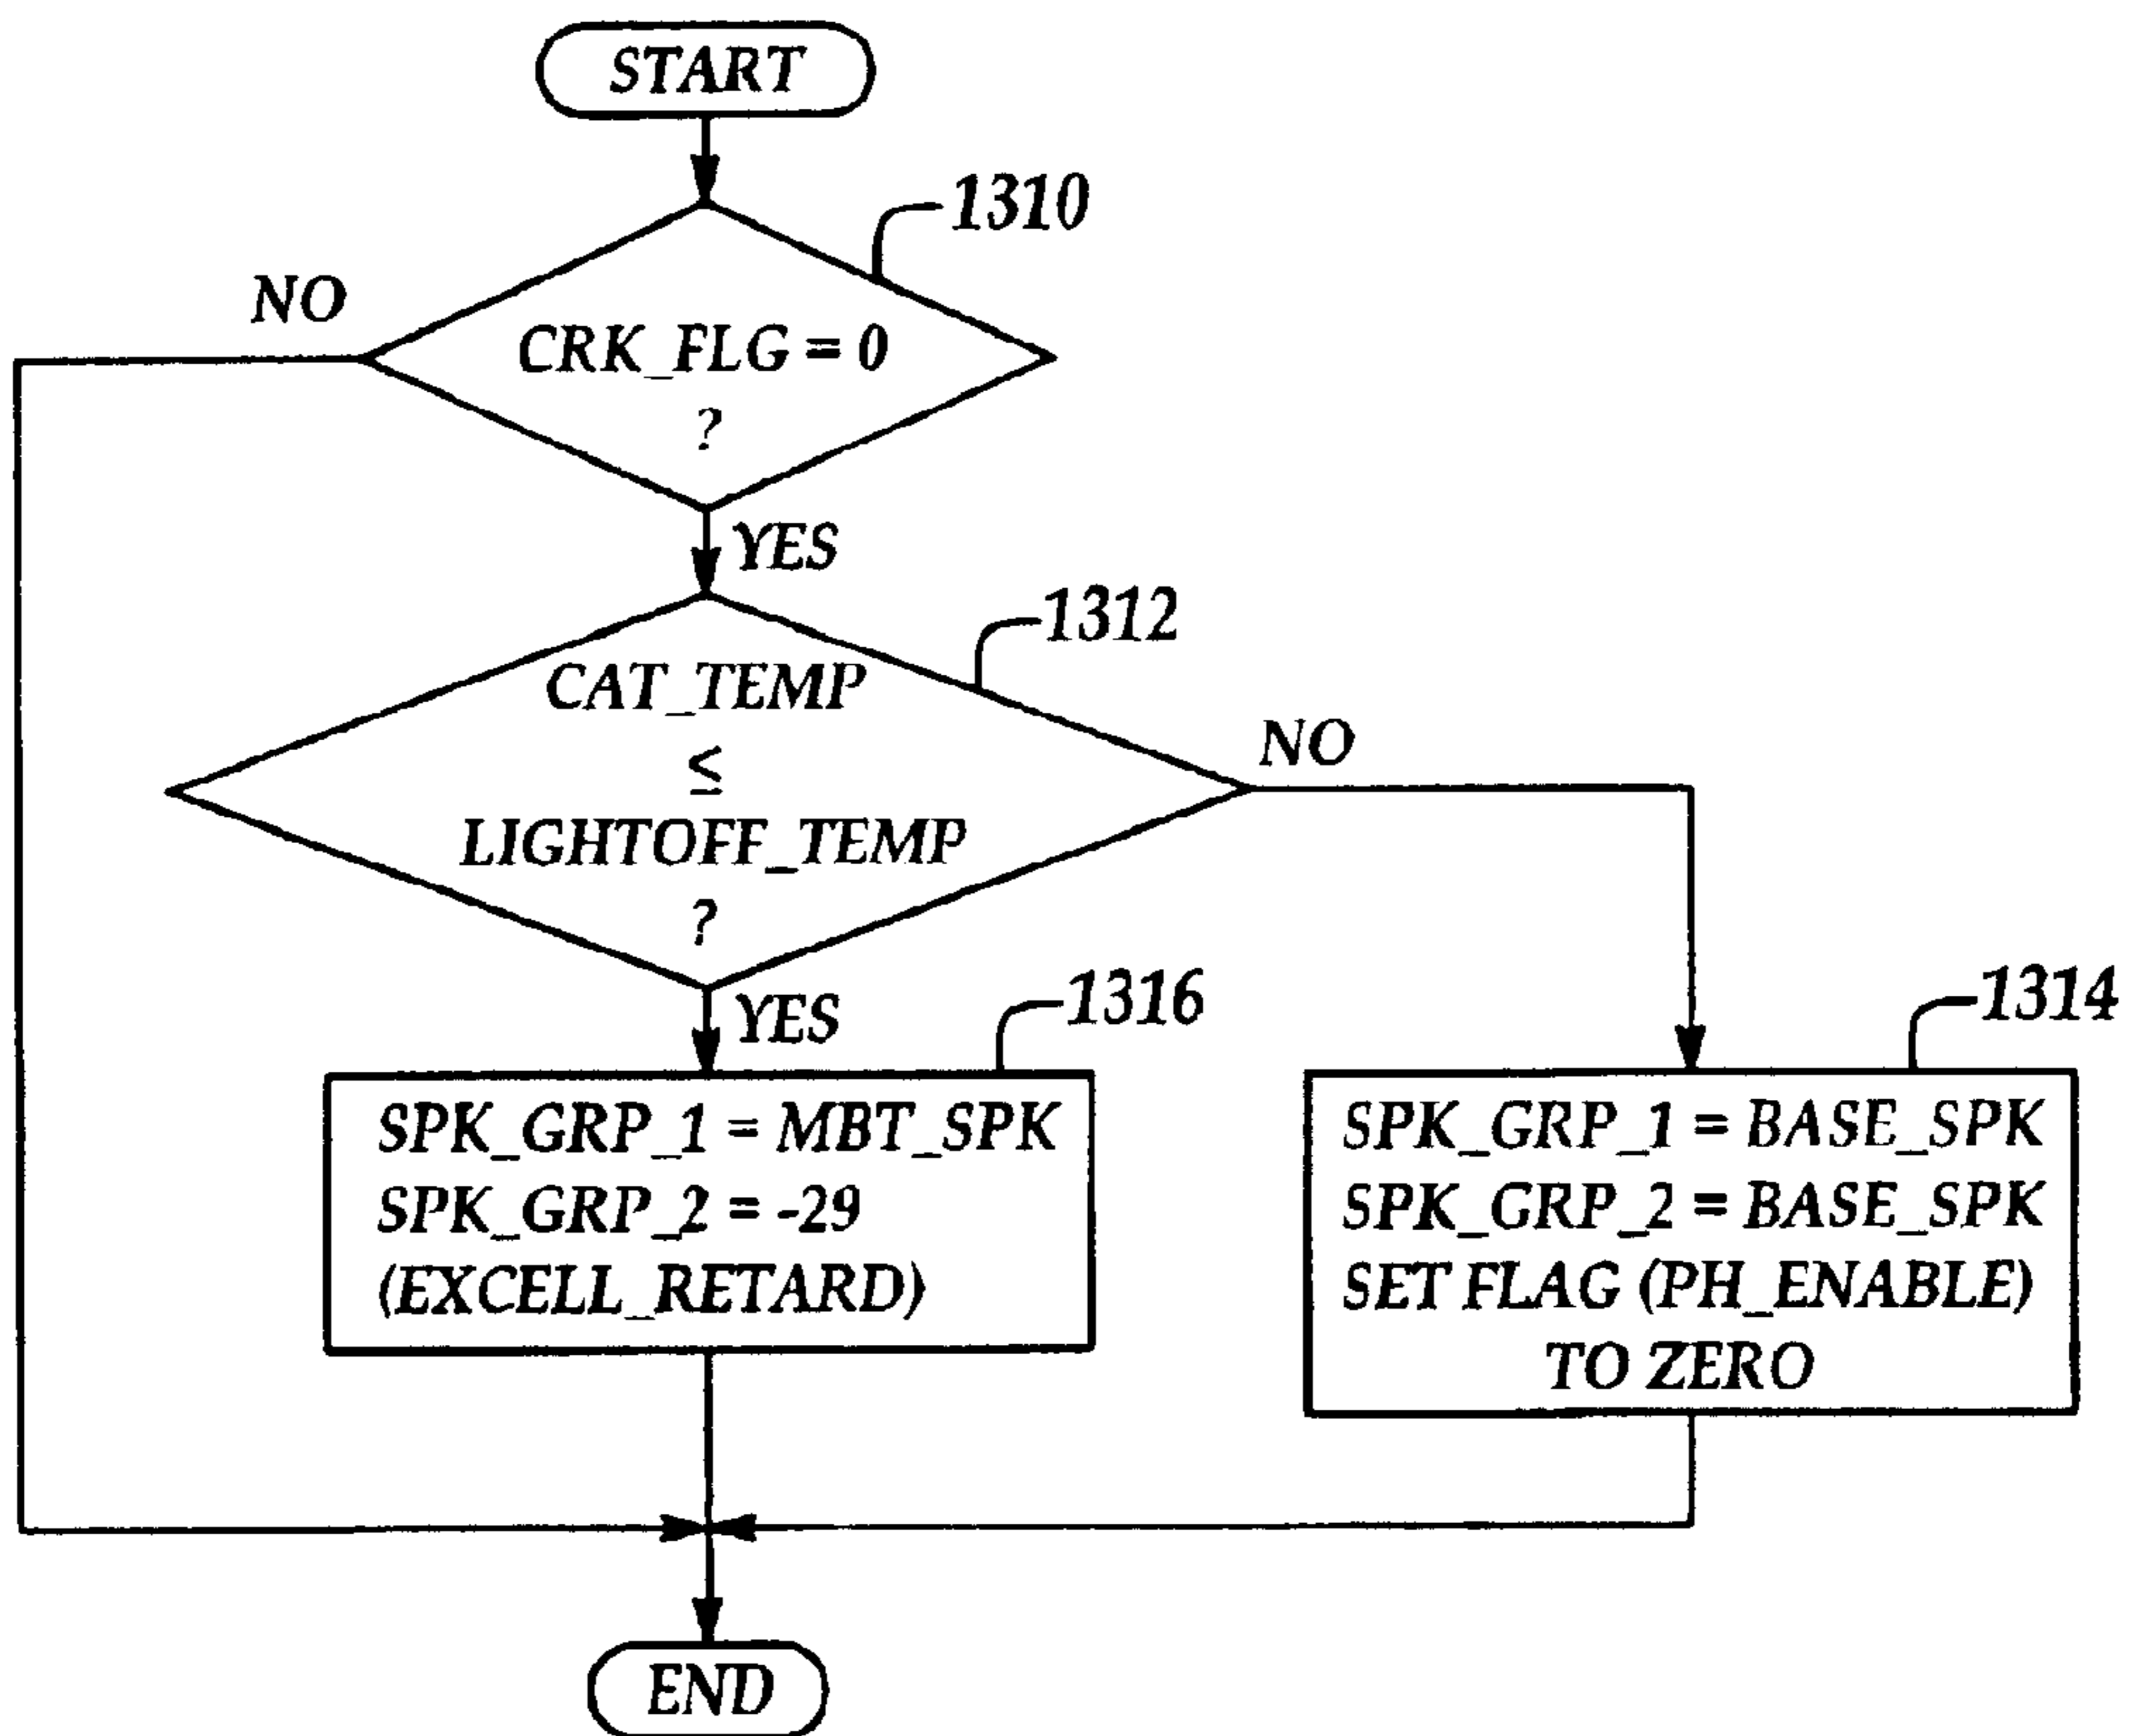 START
1310
NO
CRK_FLG = 0
?
YES
1312
CAT_TEMP
≤
LIGHTOFF_TEMP
?
NO
YES
1316
SPK_GRP_1 = MBT_SPK
SPK_GRP_2 = -29
(EXCELL_RETARD)
1314
SPK_GRP_1 = BASE_SPK
SPK_GRP_2 = BASE_SPK
SET FLAG (PH_ENABLE)
TO ZERO
END